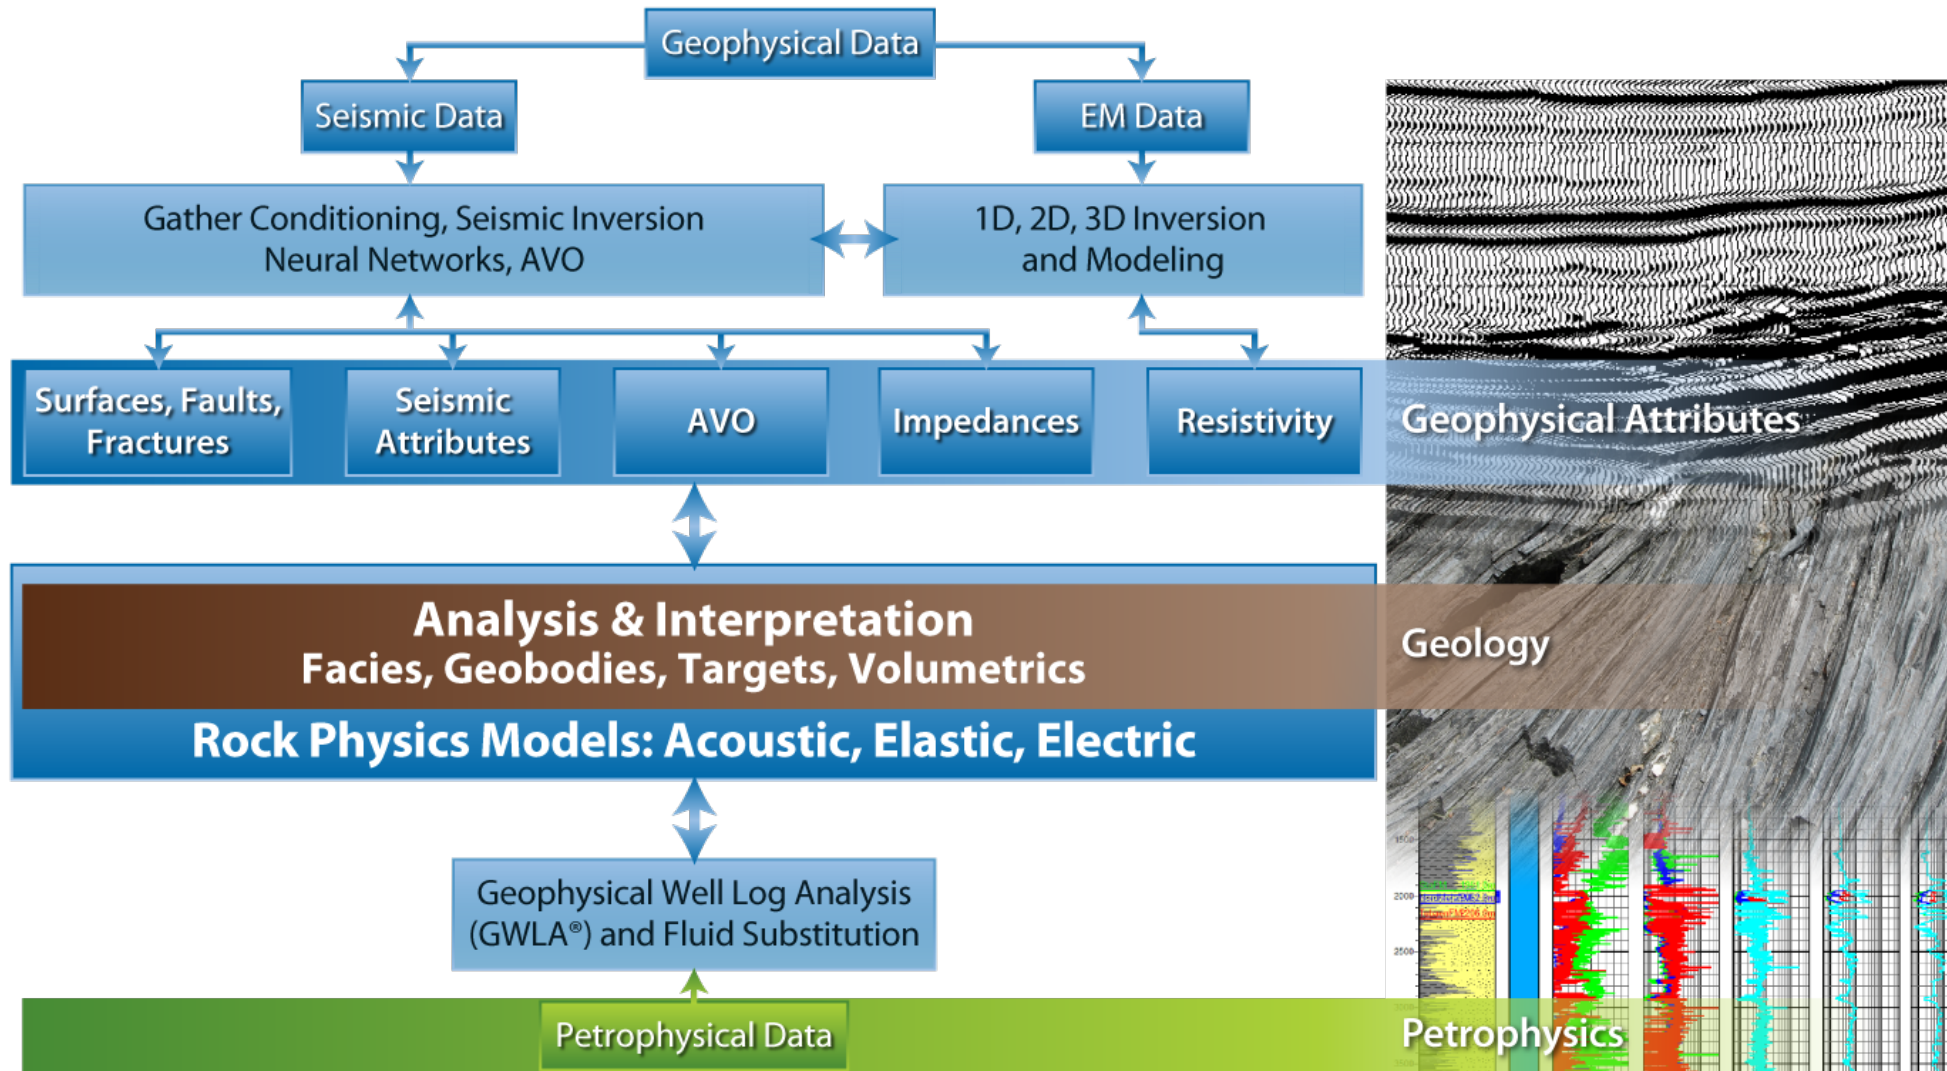 Geophysical Data
Seismic Data
EM Data
Gather Conditioning, Seismic Inversion
Neural Networks, AVO
1D, 2D, 3D Inversion
and Modeling
Surfaces, Faults,
Fractures
Seismic
Attributes
AVO
Impedances
Resistivity
Geophysical Attributes
Analysis & Interpretation
Facies, Geobodies, Targets, Volumetrics
Geology
Rock Physics Models: Acoustic, Elastic, Electric
Geophysical Well Log Analysis
(GWLA®) and Fluid Substitution
2000
2500
Petrophysical Data
Petrophysics